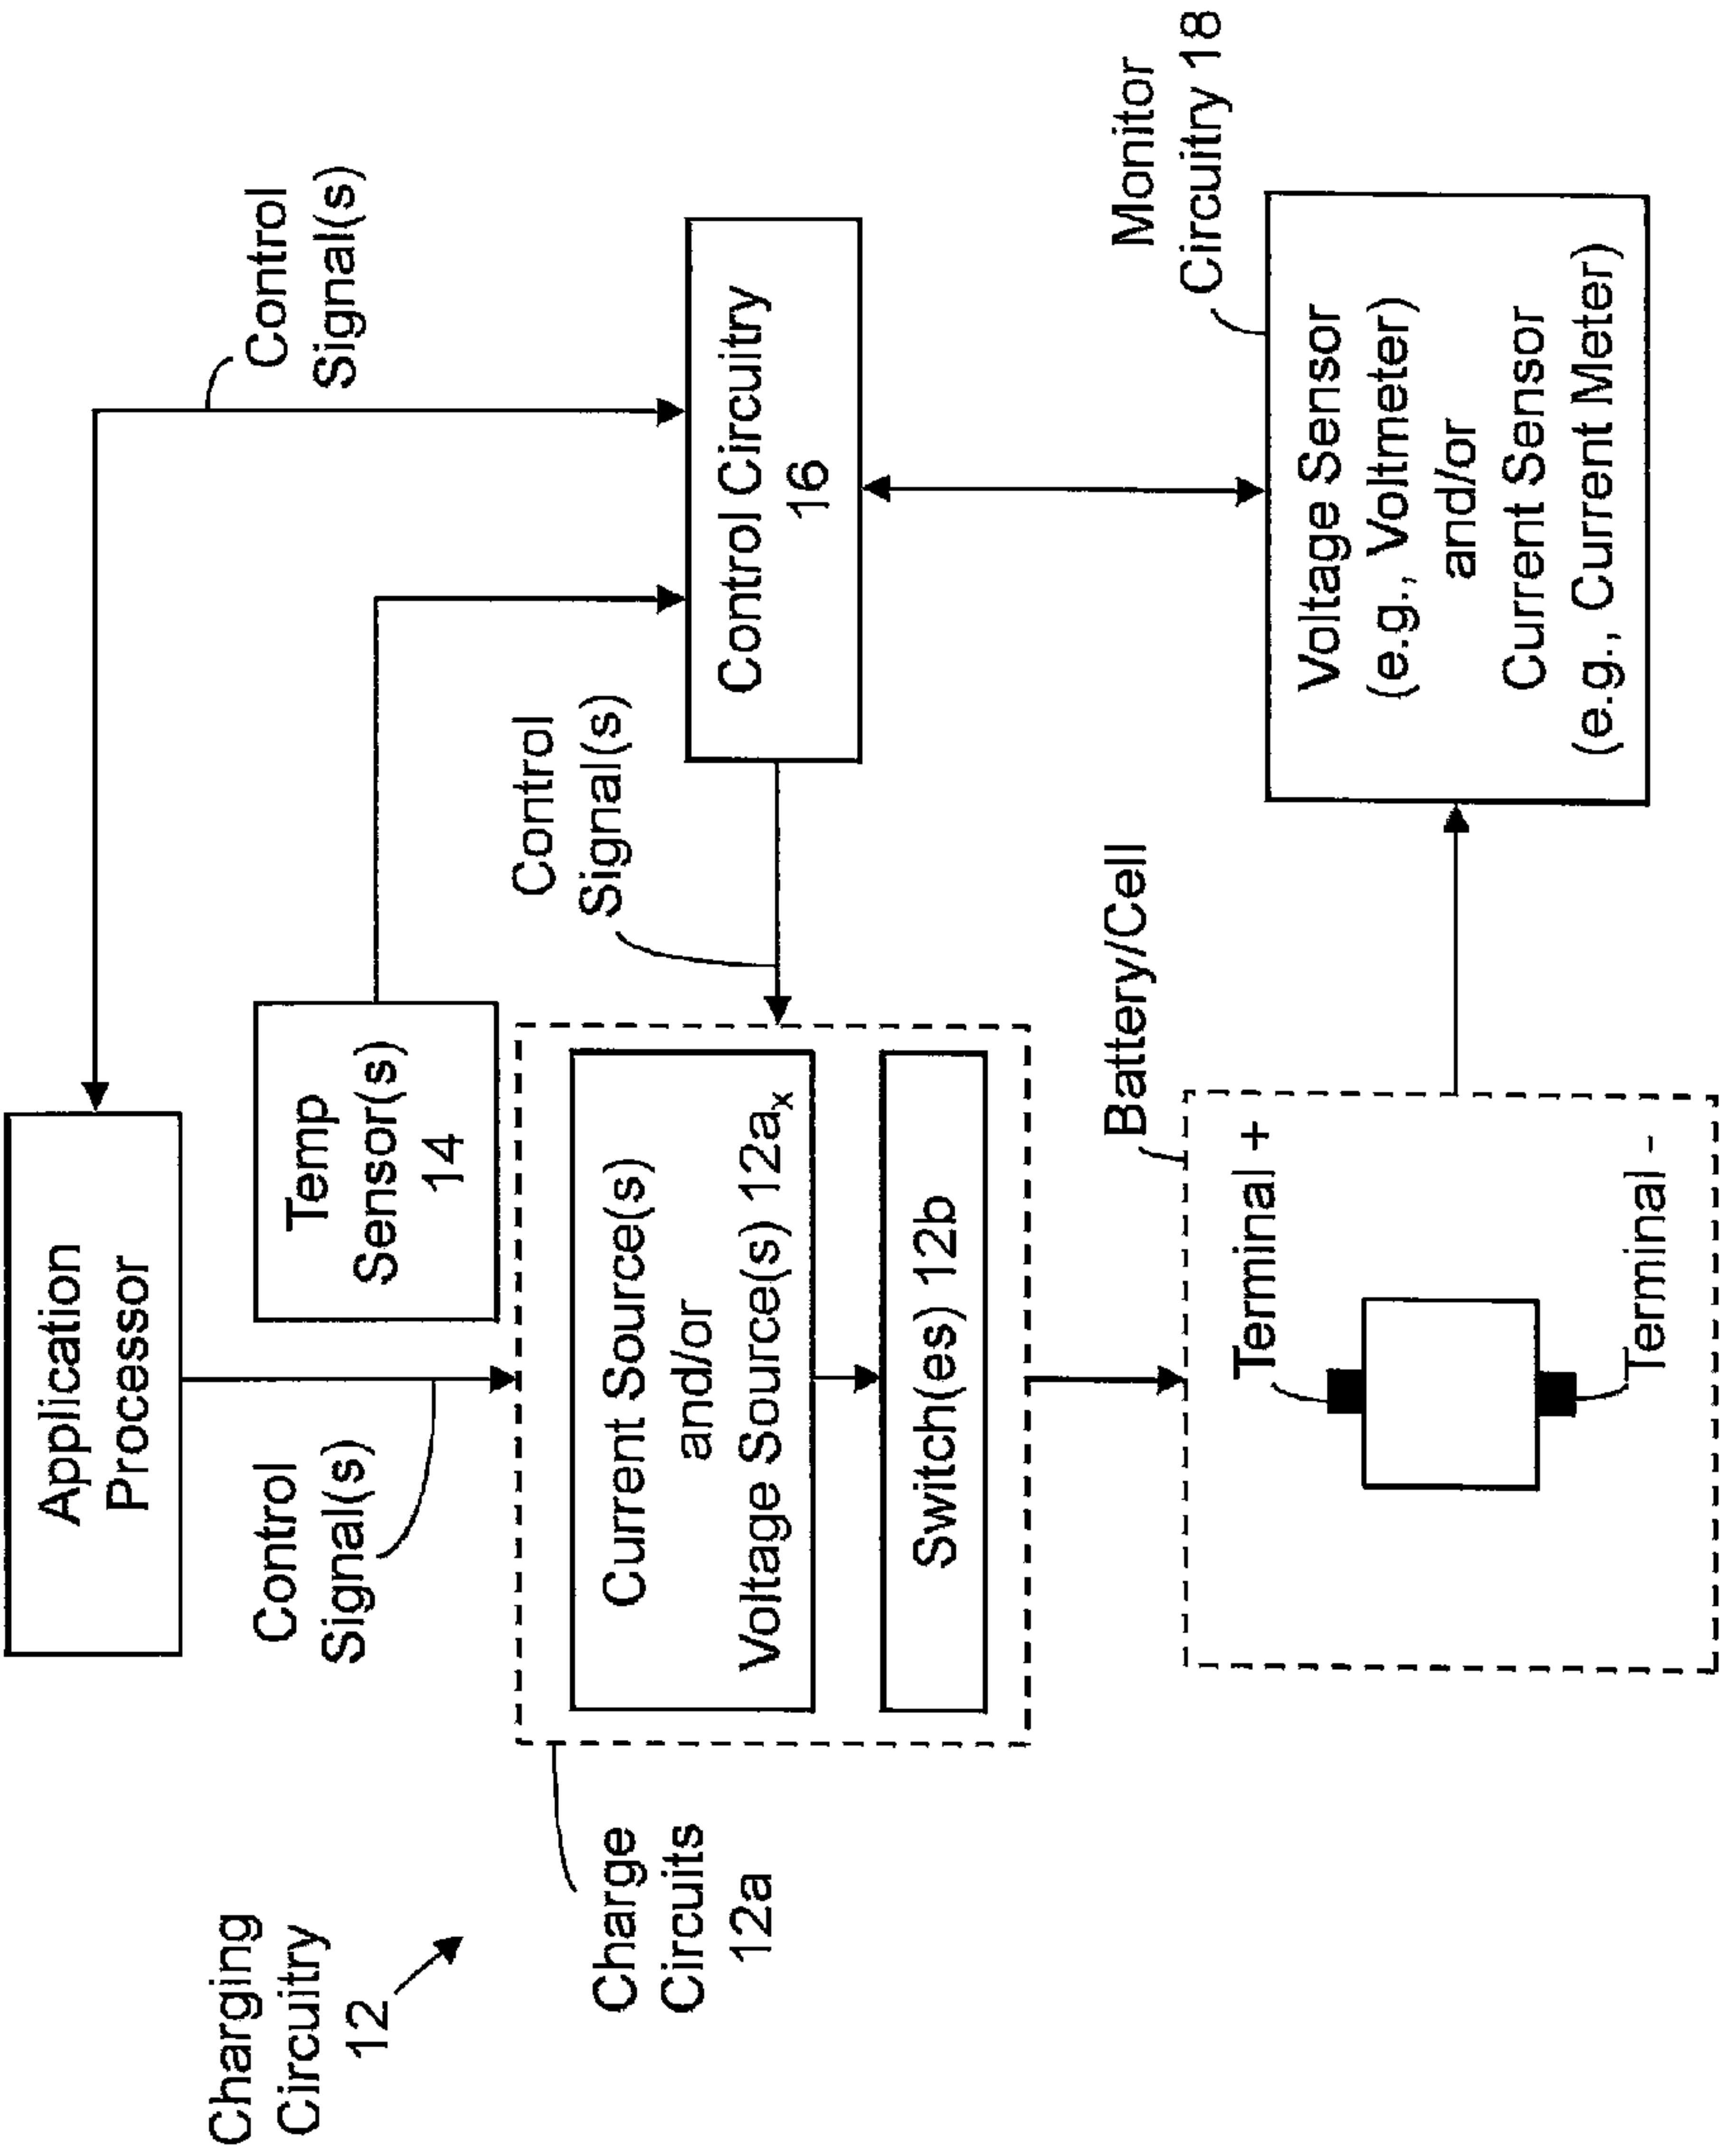 Charging
Circuitry
12
Application
Processor
Control
Signal(s)
Control
Signal(s)
Temp
Sensor(s)
14
Charge
Circuits
12a
Current Source(s)
and/or
Voltage Source(s) 12aₓ
Switch(es) 12b
Control
Signal(s)
Control Circuitry
16
Battery/Cell
Terminal +
Terminal -
Monitor
Circuitry 18
Voltage Sensor
(e.g., Voltmeter)
and/or
Current Sensor
(e.g., Current Meter)